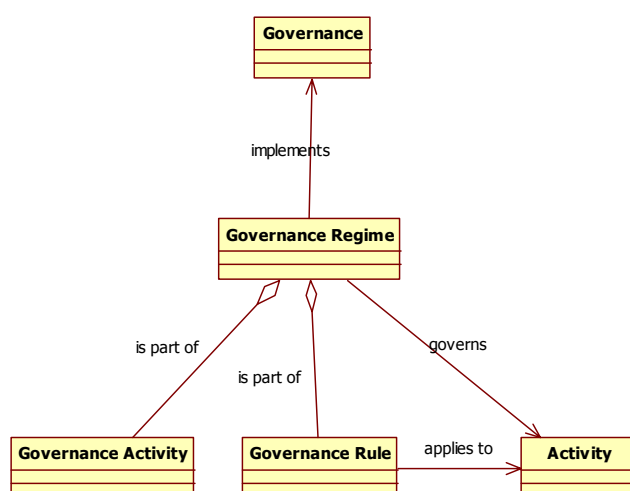 Governance
implements
Governance Regime
is part of
governs
is part of
Governance Activity
Governance Rule
applies to
Activity